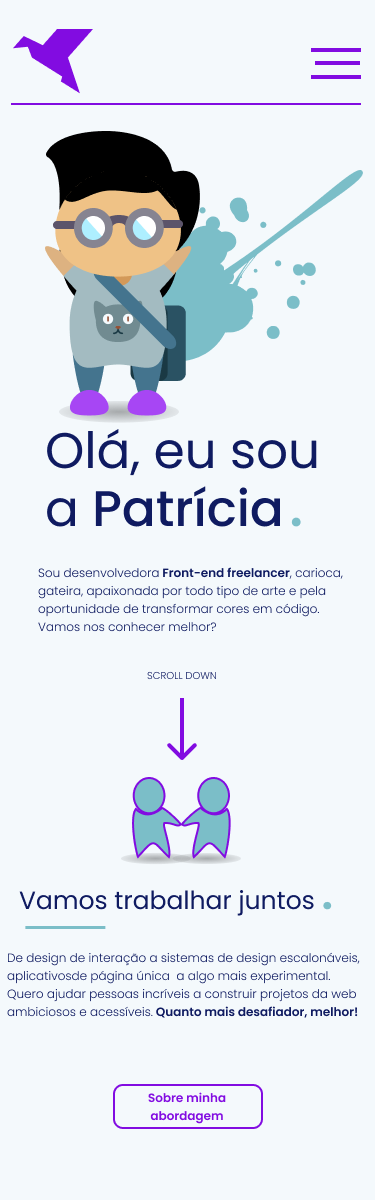 Olá, eu sou
a Patrícia.
Sou desenvolvedora Front-end freelancer, carioca,
gateira, apaixonada por todo tipo de arte e pela
oportunidade de transformar cores em código.
Vamos nos conhecer melhor?
SCROLL DOWN
Vamos trabalhar juntos .
De design de interação a sistemas de design escalonáveis,
aplicativosde página única  a algo mais experimental.
Quero ajudar pessoas incríveis a construir projetos da web
ambiciosos e acessíveis. Quanto mais desafiador, melhor!
Sobre minha
abordagem